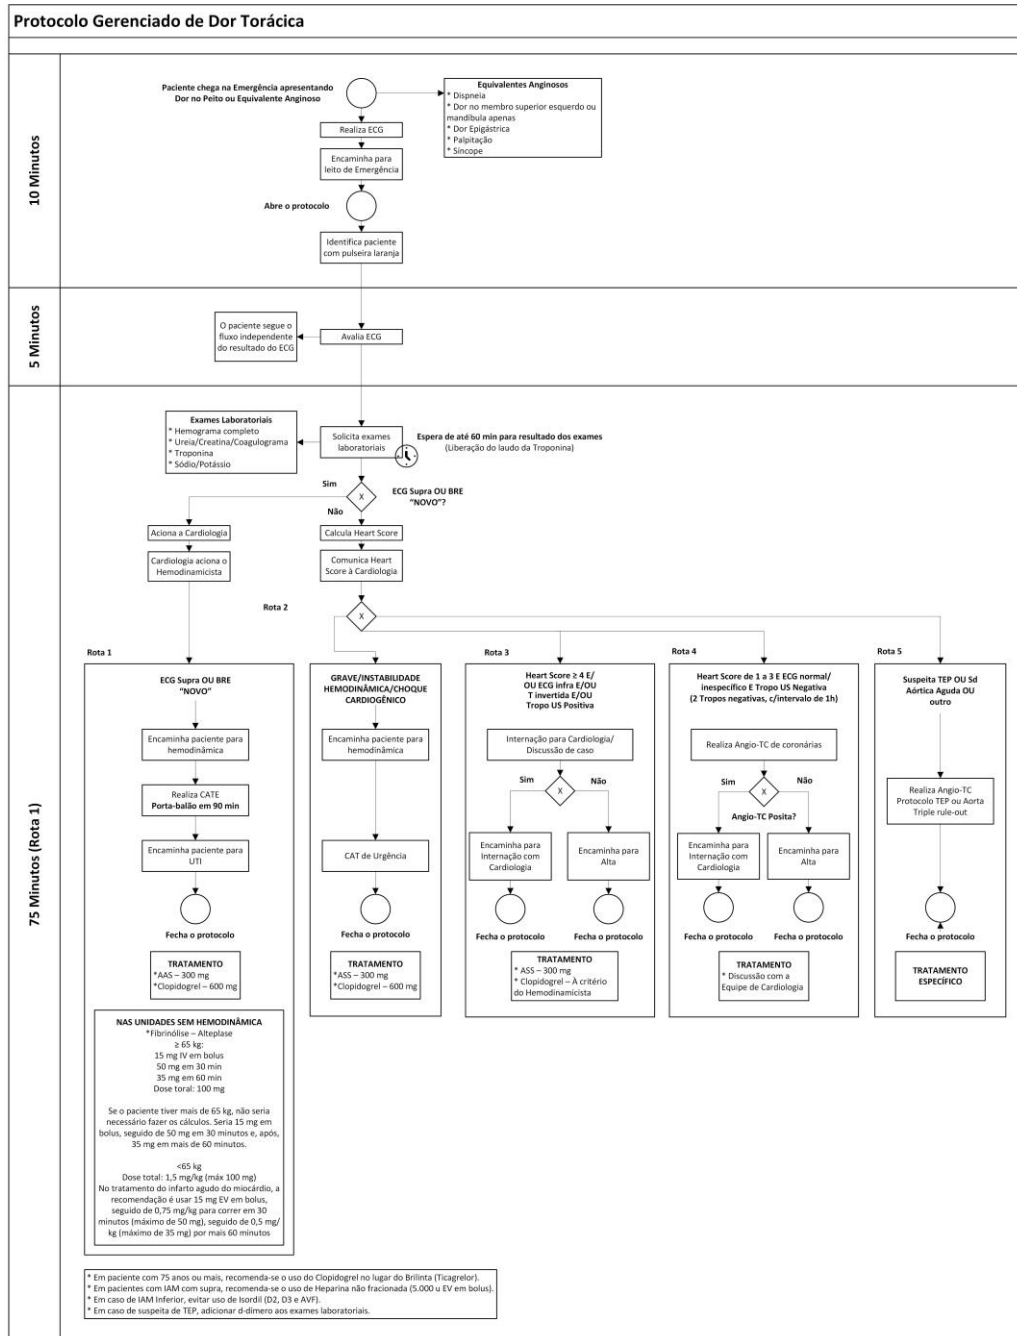 Protocolo Gerenciado de Dor Torácica
10 Minutos
Paciente chega na Emergência apresentando
Dor no Peito ou Equivalente Anginoso
Equivalentes Anginosos
* Dispneia
* Dor no membro superior esquerdo ou
mandíbula apenas
* Dor Epigástrica
* Palpitação
* Síncope
Realiza ECG
Encaminha para
leito de Emergência
Abre o protocolo
Identifica paciente
com pulseira laranja
5 Minutos
O paciente segue o
fluxo independente
do resultado do ECG
Avalia ECG
75 Minutos (Rota 1)
Exames Laboratoriais
* Hemograma completo
* Ureia/Creatina/Coagulograma
* Troponina
* Sódio/Potássio
Solicita exames
laboratoriais
Espera de até 60 min para resultado dos exames
(Liberação do laudo da Troponina)
Sim
X
ECG Supra OU BRE
“NOVO”?
Não
Aciona a Cardiologia
Cardiologia aciona o
Hemodinamicista
Calcula Heart Score
Comunica Heart
Score à Cardiologia
Rota 2
X
Rota 1
ECG Supra OU BRE
“NOVO”
Encaminha paciente para
hemodinâmica
Realiza CATE
Porta-balão em 90 min
Encaminha paciente para
UTI
Fecha o protocolo
TRATAMENTO
*AAS – 300 mg
*Clopidogrel – 600 mg
NAS UNIDADES SEM HEMODINÂMICA
*Fibrinólise – Alteplase
≥ 65 kg:
15 mg IV em bolus
50 mg em 30 min
35 mg em 60 min
Dose toral: 100 mg
Se o paciente tiver mais de 65 kg, não seria
necessário fazer os cálculos. Seria 15 mg em
bolus, seguido de 50 mg em 30 minutos e, após,
35 mg em mais de 60 minutos.
<65 kg
Dose total: 1,5 mg/kg (máx 100 mg)
No tratamento do infarto agudo do miocárdio, a
recomendação é usar 15 mg EV em bolus,
seguido de 0,75 mg/kg para correr em 30
minutos (máximo de 50 mg), seguido de 0,5 mg/
kg (máximo de 35 mg) por mais 60 minutos
GRAVE/INSTABILIDADE
HEMODINÂMICA/CHOQUE
CARDIOGÊNICO
Encaminha paciente para
hemodinâmica
CAT de Urgência
Fecha o protocolo
TRATAMENTO
*ASS – 300 mg
*Clopidogrel – 600 mg
Rota 3
Heart Score ≥ 4 E/
OU ECG infra E/OU
T invertida E/OU
Tropo US Positiva
Internação para Cardiologia/
Discussão de caso
Sim
X
Não
Encaminha para
Internação com
Cardiologia
Encaminha para
Alta
Fecha o protocolo
Fecha o protocolo
TRATAMENTO
* ASS – 300 mg
* Clopidogrel – À critério
do Hemodinamicista
Rota 4
Heart Score de 1 a 3 E ECG normal/
inespecífico E Tropo US Negativa
(2 Tropos negativas, c/intervalo de 1h)
Realiza Angio-TC de coronárias
Sim
X
Não
Angio-TC Posita?
Encaminha para
Internação com
Cardiologia
Encaminha para
Alta
Fecha o protocolo
Fecha o protocolo
TRATAMENTO
* Discussão com a
Equipe de Cardiologia
Rota 5
Suspeita TEP OU Sd
Aórtica Aguda OU
outro
Realiza Angio-TC
Protocolo TEP ou Aorta
Triple rule-out
Fecha o protocolo
TRATAMENTO
ESPECÍFICO
* Em paciente com 75 anos ou mais, recomenda-se o uso do Clopidogrel no lugar do Brilinta (Ticagrelor).
* Em pacientes com IAM com supra, recomenda-se o uso de Heparina não fracionada (5.000 u EV em bolus).
* Em caso de IAM Inferior, evitar uso de Isordil (D2, D3 e AVF).
* Em caso de suspeita de TEP, adicionar d-dímero aos exames laboratoriais.